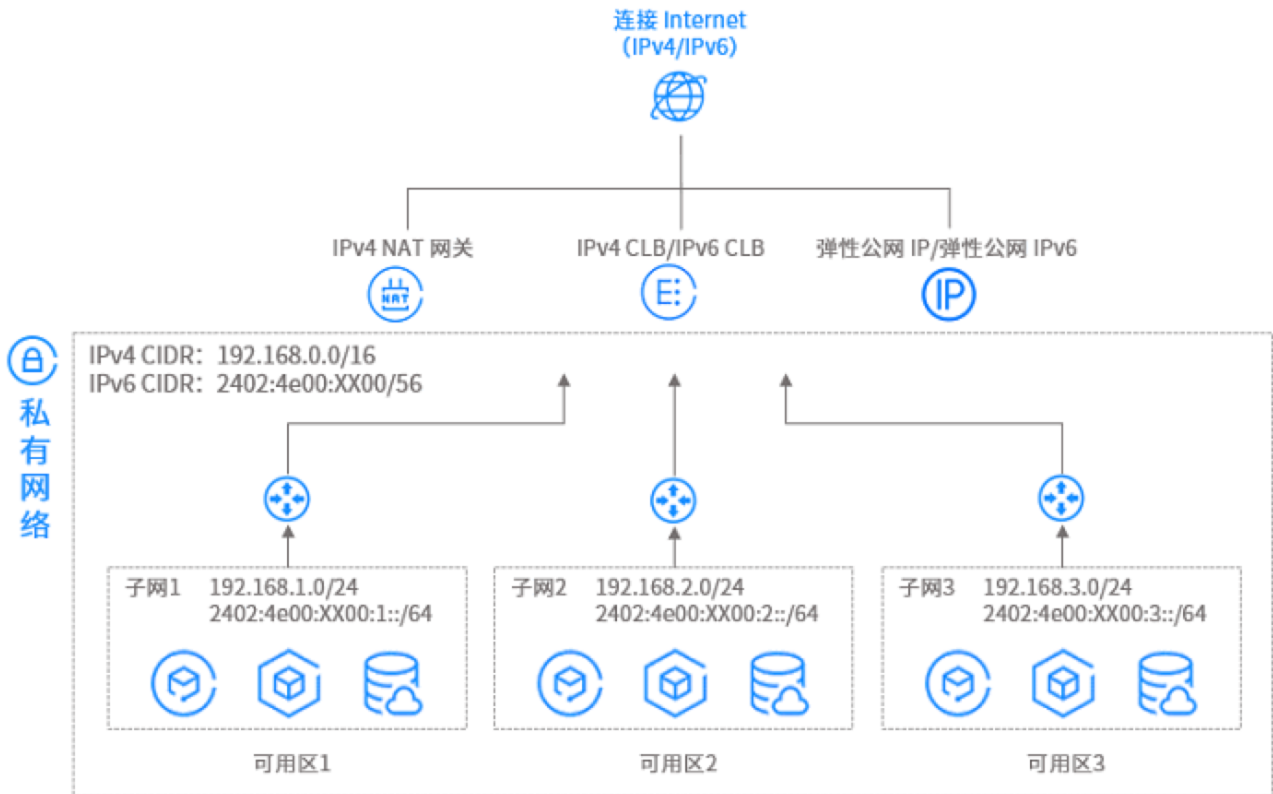 连接 Internet
（IPv4/IPv6）
IPv4 NAT 网关
IPv4 CLB/IPv6 CLB
弹性公网 IP/弹性公网 IPv6
NAT
E
IP
IPv4 CIDR：192.168.0.0/16
IPv6 CIDR：2402:4e00:XX00/56
私有网络
子网1 192.168.1.0/24
2402:4e00:XX00:1::/64
子网2 192.168.2.0/24
2402:4e00:XX00:2::/64
子网3 192.168.3.0/24
2402:4e00:XX00:3::/64
可用区1
可用区2
可用区3